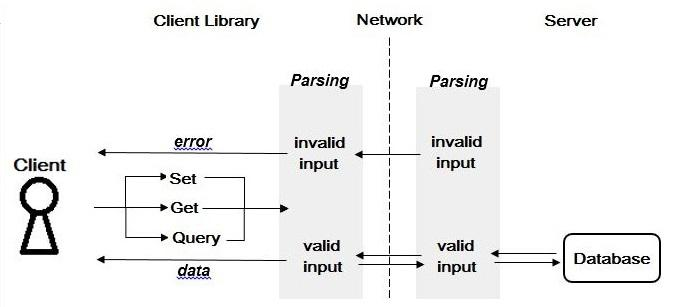 Client Library Network Server
Parsing Parsing
error
invalid
input
invalid
input
Client
Set
Get
Query
valid
input
valid
input
Database
data